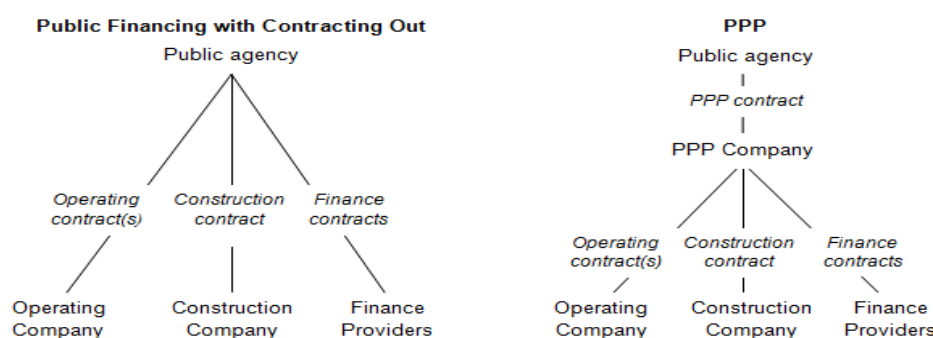 Public Financing with Contracting Out
Public agency
Operating
contract(s)
Construction
contract
Finance
contracts
Operating
Company
Construction
Company
Finance
Providers
PPP
Public agency
PPP contract
PPP Company
Operating
contract(s)
Construction
contract
Finance
contracts
Operating
Company
Construction
Company
Finance
Providers